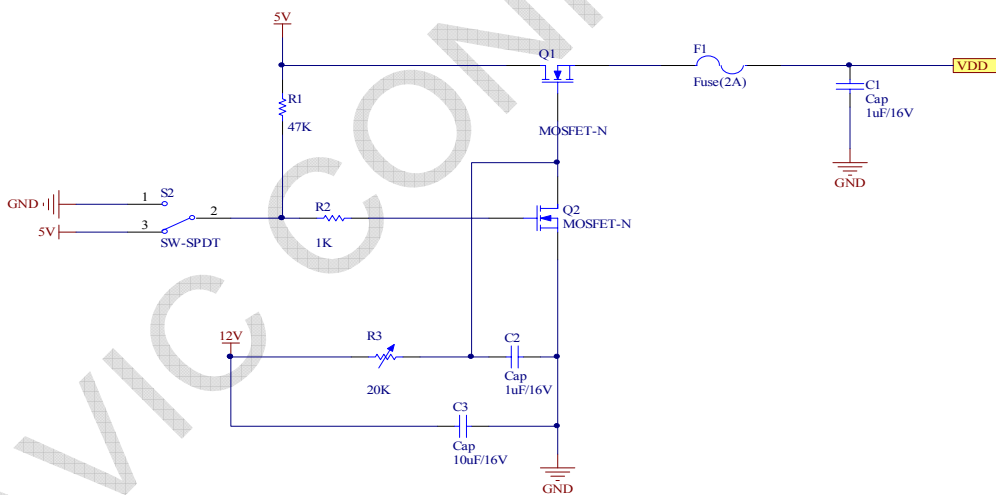 5V
Q1
F1
VDD
Fuse(2A)
C1
Cap
1uF/16V
R1
47K
MOSFET-N
GND
GND
1
S2
5V
3
2
SW-SPDT
R2
1K
Q2
MOSFET-N
12V
R3
20K
C2
Cap
1uF/16V
C3
Cap
10uF/16V
GND
VIC CON